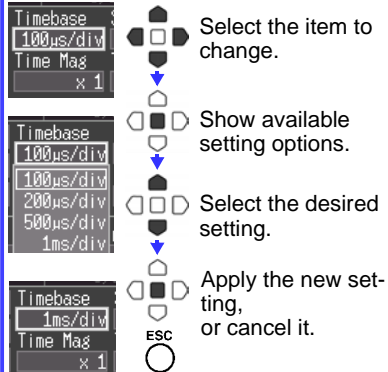 Timebase
100µs/div
Time Mag
x 1
Select the item to
change.
Timebase
100µs/div
100µs/div
200µs/div
500µs/div
1ms/div
Show available
setting options.
Select the desired
setting.
Timebase
1ms/div
Time Mag
x 1
Apply the new set-
ting,
or cancel it.
ESC